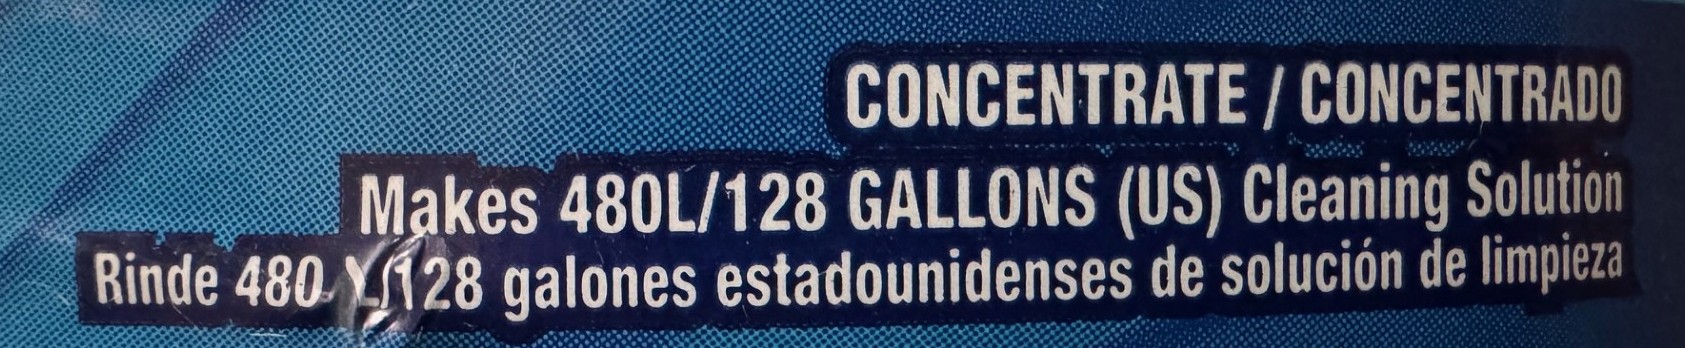 CONCENTRATE / CONCENTRADO
Makes 480L/128 GALLONS (US) Cleaning Solution
Rinde 480 L/128 galones estadounidenses de solución de limpieza